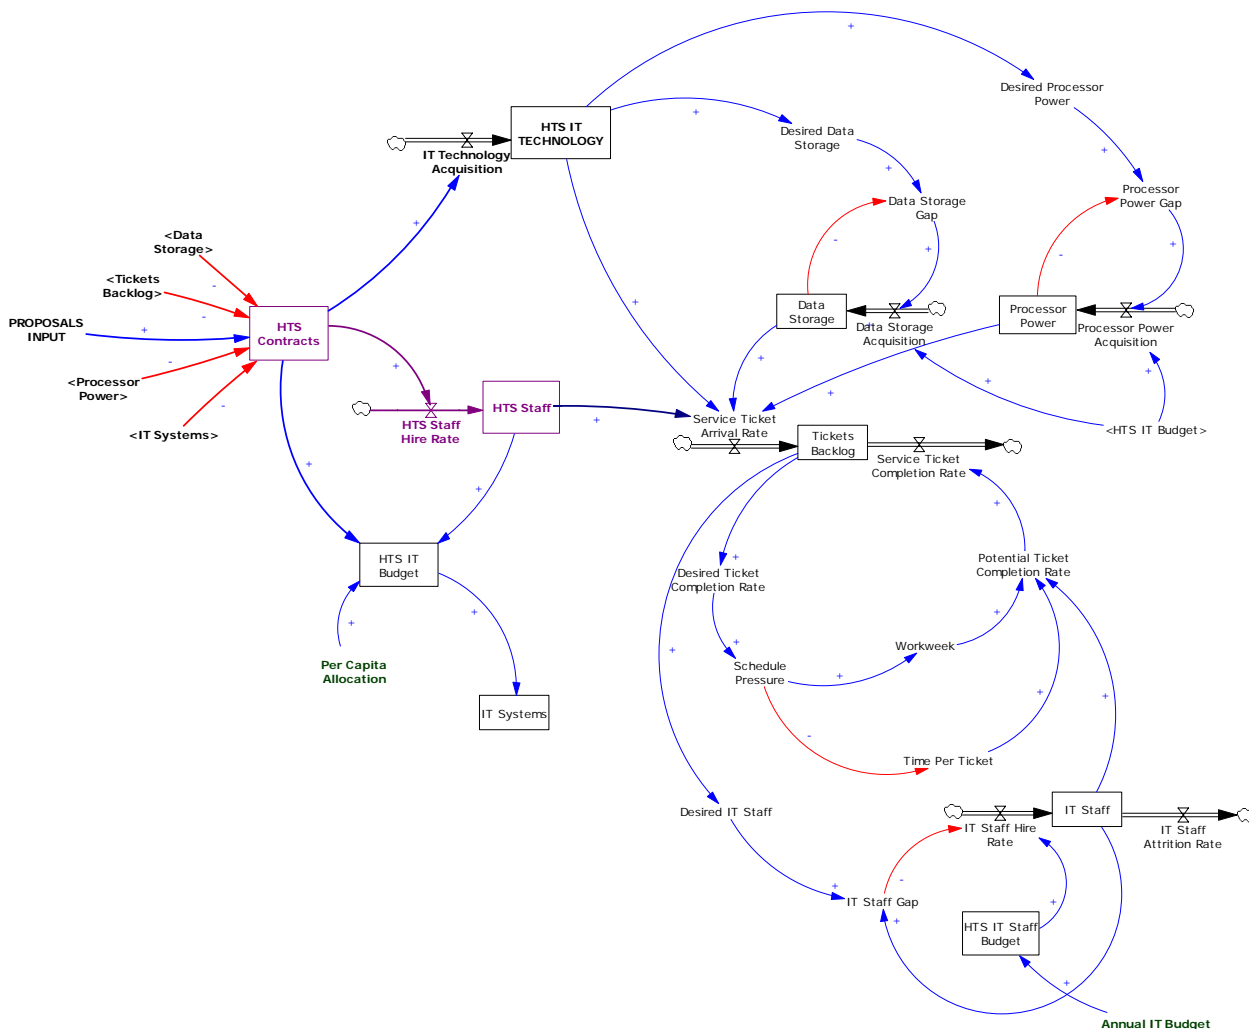 Desired Processor
Power
HTS IT
TECHNOLOGY
Desired Data
Storage
IT Technology
Acquisition
Processor
Power Gap
Data Storage
Gap
<Data
Storage>
<Tickets
Backlog>
PROPOSALS
INPUT
HTS
Contracts
Data
Storage
Data Storage
Acquisition
Processor
Power
Processor Power
Acquisition
<Processor
Power>
<IT Systems>
HTS Staff
Hire Rate
HTS Staff
Service Ticket
Arrival Rate
<HTS IT Budget>
Tickets
Backlog
Service Ticket
Completion Rate
HTS IT
Budget
Desired Ticket
Completion Rate
Potential Ticket
Completion Rate
Per Capita
Allocation
Schedule
Pressure
Workweek
IT Systems
Time Per Ticket
Desired IT Staff
IT Staff Hire
Rate
IT Staff
IT Staff
Attrition Rate
IT Staff Gap
HTS IT Staff
Budget
Annual IT Budget